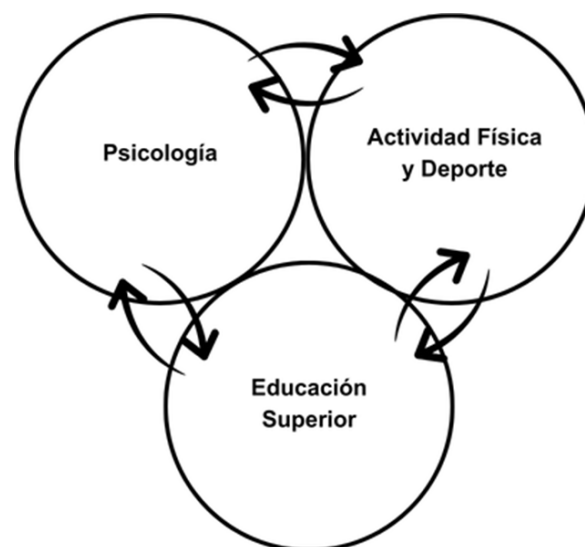 Psicología
Actividad Física
y Deporte
Educación
Superior